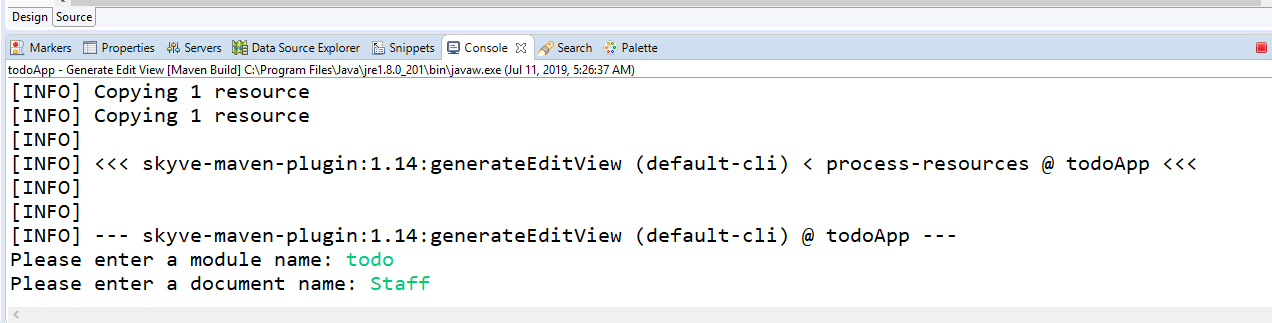 Design Source
Markers Properties Servers Data Source Explorer Snippets Console Search Palette
todoApp - Generate Edit View [Maven Build] C:\Program Files\Java\jre1.8.0_201\bin\javaw.exe (Jul 11, 2019, 5:26:37 AM)
[INFO] Copying 1 resource
[INFO] Copying 1 resource
[INFO]
[INFO] <<< skyve-maven-plugin:1.14:generateEditView (default-cli) < process-resources @ todoApp <<<
[INFO]
[INFO]
[INFO] --- skyve-maven-plugin:1.14:generateEditView (default-cli) @ todoApp ---
Please enter a module name: todo
Please enter a document name: Staff